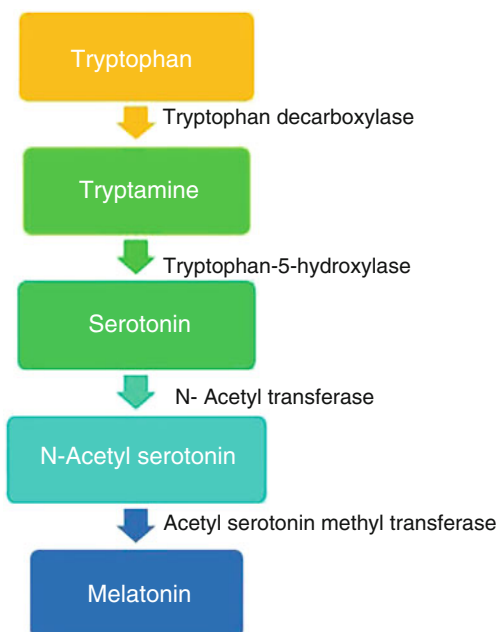 Tryptophan
Tryptophan decarboxylase
Tryptamine
Tryptophan-5-hydroxylase
Serotonin
N- Acetyl transferase
N-Acetyl serotonin
Acetyl serotonin methyl transferase
Melatonin